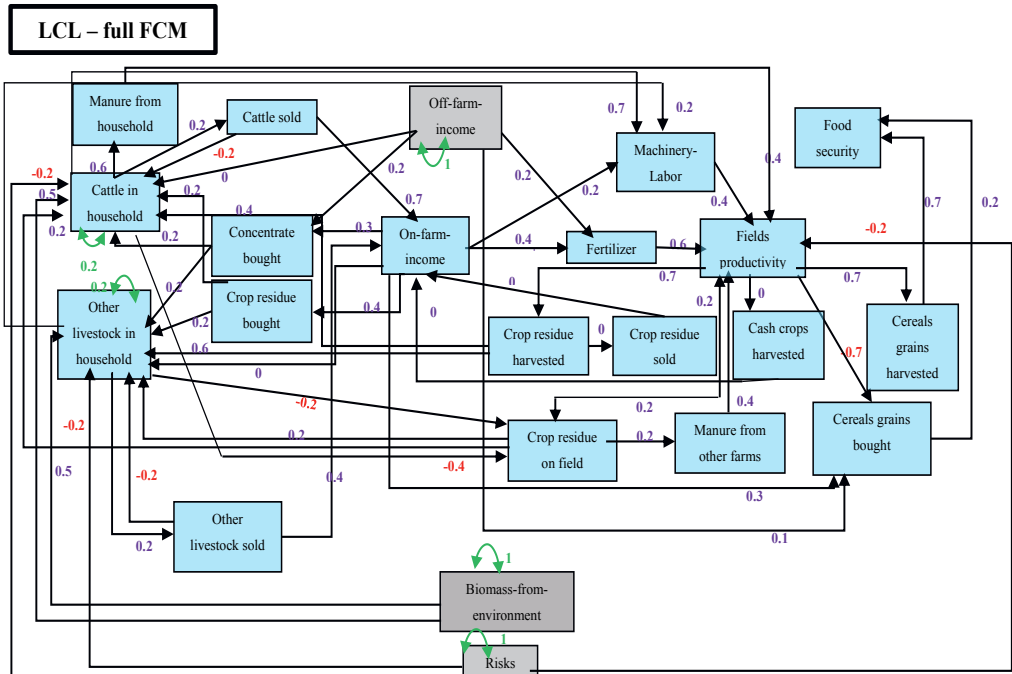 LCL – full FCM
Manure from
household
0.2
Cattle sold
Off-farm-
income
1
0.7
0.2
Food
security
Machinery-
Labor
0.6
-0.2
0
0.2
0.2
0.2
0.4
0.4
-0.2
0.5
0.2
Cattle in
household
0.2
0.4
0.2
0.2
Concentrate
bought
0.3
0.7
On-farm-
income
0.4
Fertilizer
0.6
Fields
productivity
0.7
0.2
-0.2
0.2
0.2
Other
livestock in
household
0.2
Crop residue
bought
0.4
0
0.7
0
0.2
0
0.7
Crop residue
harvested
0
Crop residue
sold
Cash crops
harvested
Cereals
grains
harvested
0.6
0
-0.7
-0.2
0.2
0.4
Cereals grains
bought
-0.2
0.2
Crop residue
on field
0.2
Manure from
other farms
0.5
-0.2
0.4
-0.4
0.3
0.1
Other
livestock sold
0.2
1
Biomass-from-
environment
1
Risks